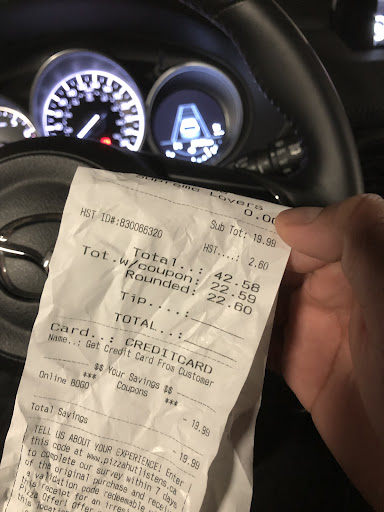 Supreme Lovers
0.00
Sub Tot: 19.99
HST ID#:830066320
HST....: 2.60
Total..: 42.58
Tot.w/coupon: 22.59
Rounded: 22.60
Tip....:
TOTAL..:
Card..: CREDITCARD
Name..: Get Credit Card From Customer
$$ Your Savings $$
*** Coupons ***
Online BOGO - 19.99
Total Savings - 19.99
TELL US ABOUT YOUR EXPERIENCE! Enter
this code at www.pizzahutlistens.ca
to complete our survey within 7 days
of the original purchase and receive
a validation code redeemable
this receipt for an
Pizza Offer! Offer
this